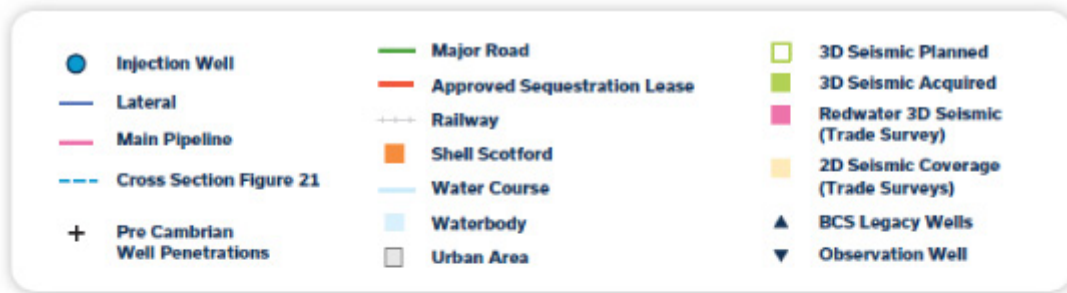 Injection Well
Lateral
Main Pipeline
Cross Section Figure 21
Pre Cambrian
Well Penetrations
Major Road
Approved Sequestration Lease
Railway
Shell Scotford
Water Course
Waterbody
Urban Area
3D Seismic Planned
3D Seismic Acquired
Redwater 3D Seismic
(Trade Survey)
2D Seismic Coverage
(Trade Surveys)
BCS Legacy Wells
Observation Well